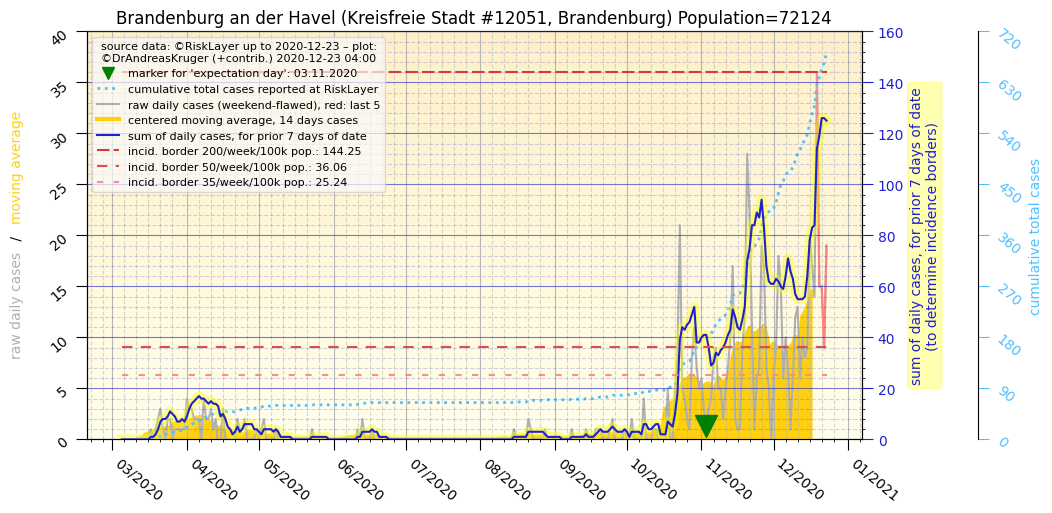 Brandenburg an der Havel (Kreisfreie Stadt #12051, Brandenburg) Population=72124
source data: ©RiskLayer up to 2020-12-23 – plot:
©DrAndreasKruger (+contrib.) 2020-12-23 04:00
marker for 'expectation day': 03.11.2020
cumulative total cases reported at RiskLayer
raw daily cases (weekend-flawed), red: last 5
centered moving average, 14 days cases
sum of daily cases, for prior 7 days of date
incid. border 200/week/100k pop.: 144.25
incid. border 50/week/100k pop.: 36.06
incid. border 35/week/100k pop.: 25.24
raw daily cases / moving average
40
35
30
25
20
15
10
5
0
03/2020
04/2020
05/2020
06/2020
07/2020
08/2020
09/2020
10/2020
11/2020
12/2020
01/2021
160
140
120
100
80
60
40
20
0
sum of daily cases, for prior 7 days of date
(to determine incidence borders)
720
630
540
450
360
270
180
90
0
cumulative total cases